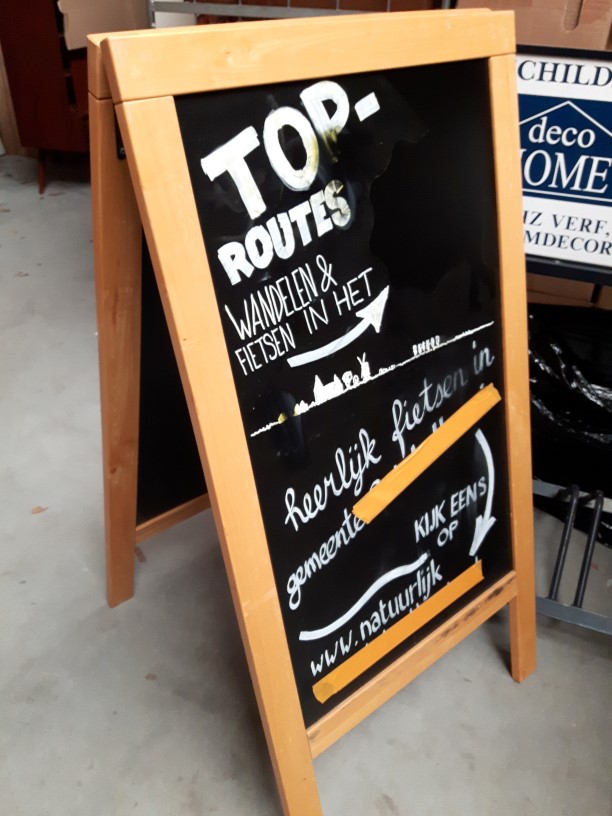 TOP-
ROUTES
WANDELEN &
FIETSEN IN HET
heerlijk fietsen in
gemeente
KIJK EENS
OP
www.natuurlijk
CHILD
deco
HOME
IZ VERF,
MDECOR